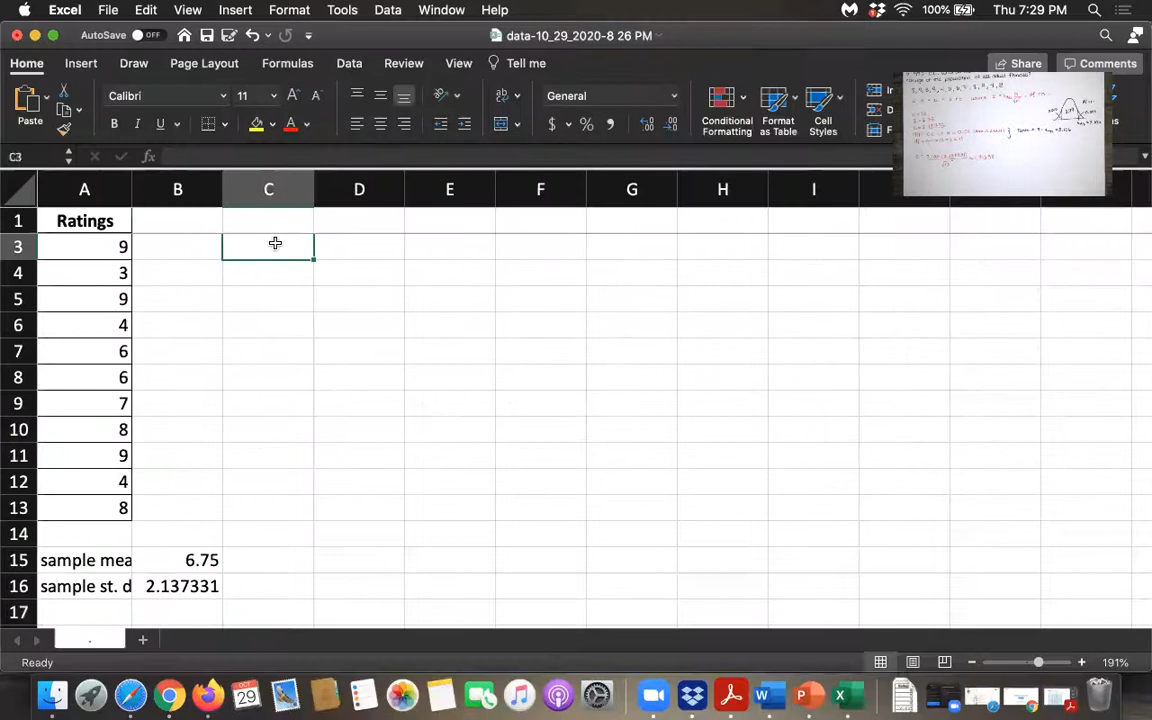 Excel File Edit View Insert Format Tools Data Window Help 100% Thu 7:29 PM
AutoSave OFF data-10_29_2020-8 26 PM
Home Insert Draw Page Layout Formulas Data Review View Tell me Share Comments
Paste Calibri 11 General Conditional Formatting Format as Table Cell Styles
B I U $ % 9
C3 fx
A B C D E F G H I
1 Ratings
3 9
4 3
5 9
6 4
7 6
8 6
9 7
10 8
11 9
12 4
13 8
14
15 sample mea 6.75
16 sample st. d 2.137331
17
.
Ready 191%
OCT 29